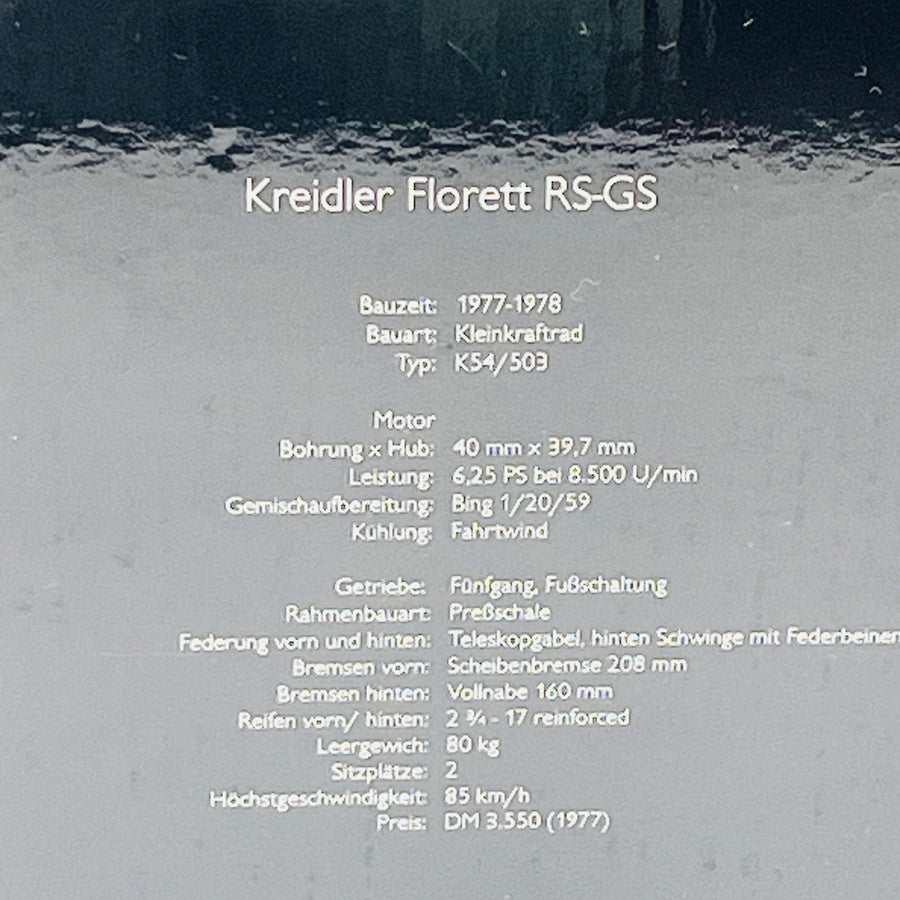 Kreidler Florett RS-GS
Bauzeit: 1977-1978
Bauart: Kleinkraftrad
Typ: K54/503
Motor
Bohrung x Hub: 40 mm x 39,7 mm
Leistung: 6,25 PS bei 8.500 U/min
Gemischaufbereitung: Bing 1/20/59
Kühlung: Fahrtwind
Getriebe: Fünfgang, Fußschaltung
Rahmenbauart: Preßschale
Federung vorn und hinten: Teleskopgabel, hinten Schwinge mit Federbeinen
Bremsen vorn: Scheibenbremse 208 mm
Bremsen hinten: Vollnabe 160 mm
Reifen vorn/ hinten: 2 ¾ - 17 reinforced
Leergewich: 80 kg
Sitzplätze: 2
Höchstgeschwindigkeit: 85 km/h
Preis: DM 3.550 (1977)